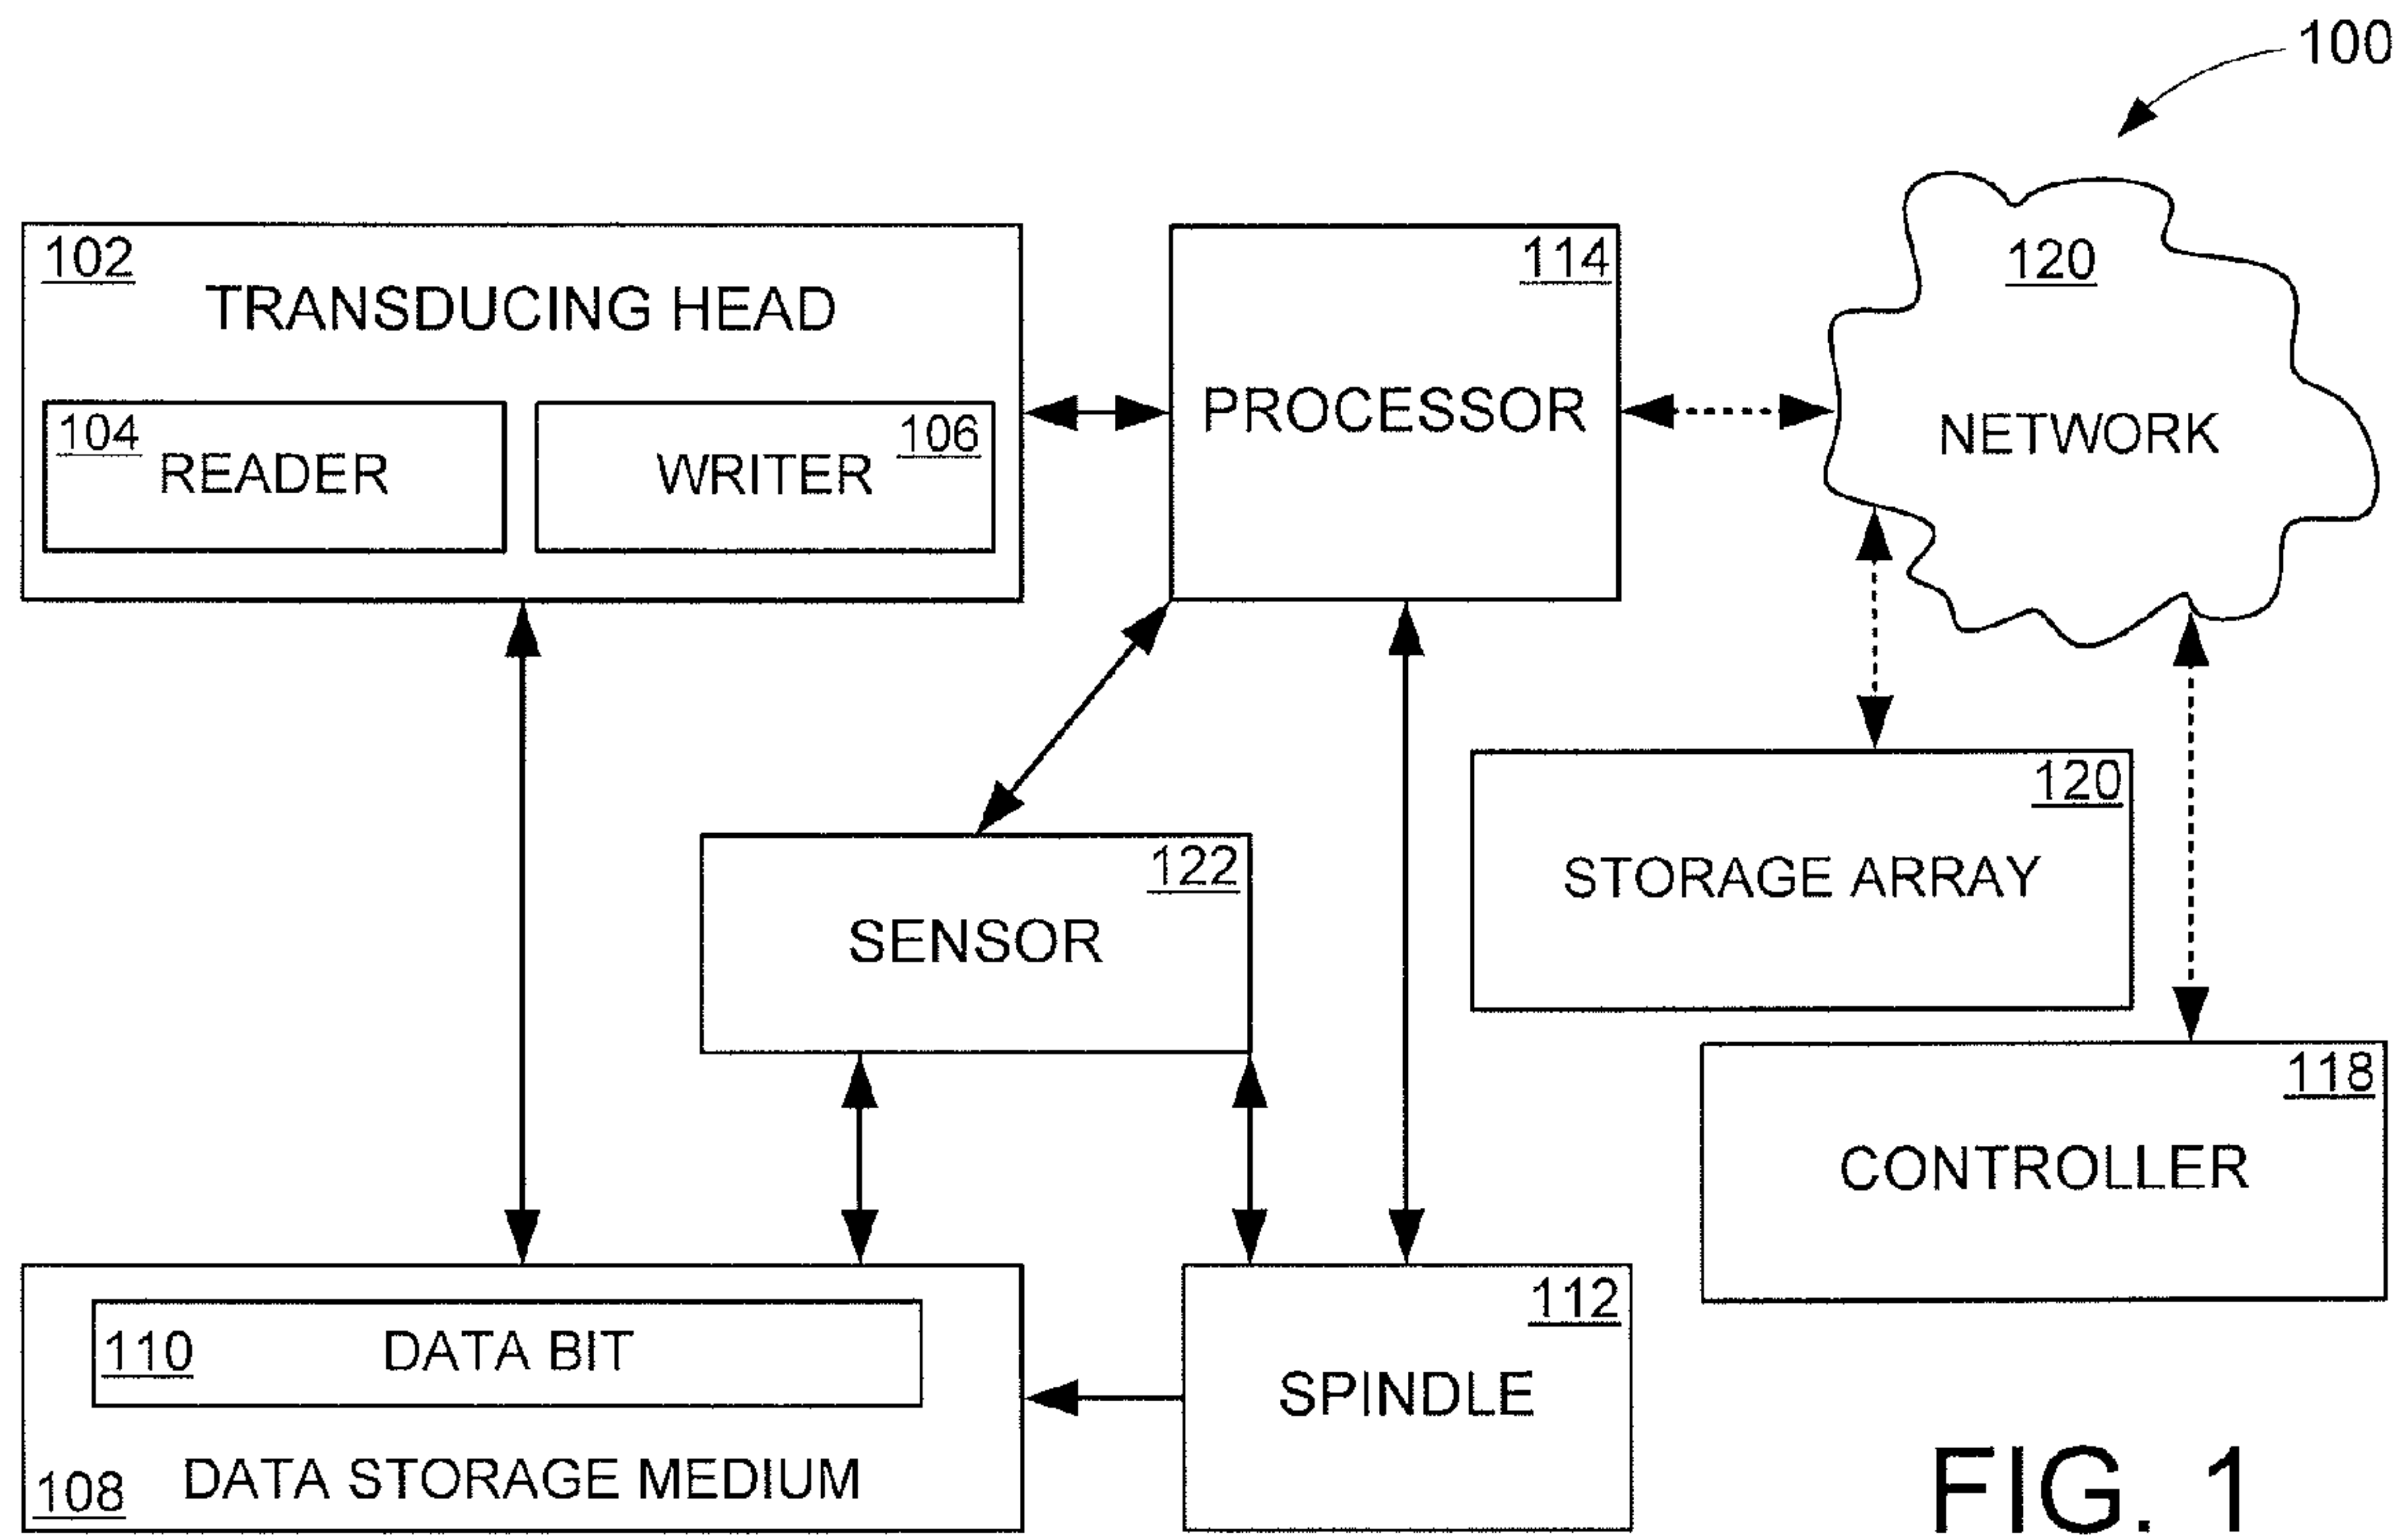 100
102
TRANSDUCING HEAD
104
READER
106
WRITER
114
PROCESSOR
120
NETWORK
122
SENSOR
120
STORAGE ARRAY
118
CONTROLLER
110
DATA BIT
108
DATA STORAGE MEDIUM
112
SPINDLE
FIG. 1